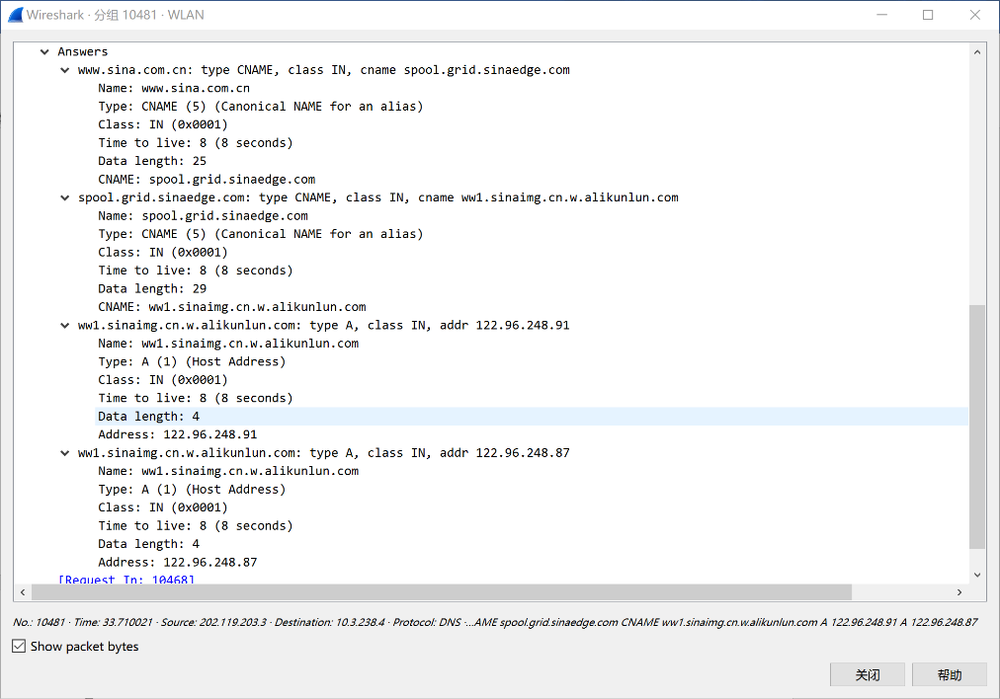 Wireshark · 分组 10481 · WLAN
Answers
www.sina.com.cn: type CNAME, class IN, cname spool.grid.sinaedge.com
Name: www.sina.com.cn
Type: CNAME (5) (Canonical NAME for an alias)
Class: IN (0x0001)
Time to live: 8 (8 seconds)
Data length: 25
CNAME: spool.grid.sinaedge.com
spool.grid.sinaedge.com: type CNAME, class IN, cname ww1.sinaimg.cn.w.alikunlun.com
Name: spool.grid.sinaedge.com
Type: CNAME (5) (Canonical NAME for an alias)
Class: IN (0x0001)
Time to live: 8 (8 seconds)
Data length: 29
CNAME: ww1.sinaimg.cn.w.alikunlun.com
ww1.sinaimg.cn.w.alikunlun.com: type A, class IN, addr 122.96.248.91
Name: ww1.sinaimg.cn.w.alikunlun.com
Type: A (1) (Host Address)
Class: IN (0x0001)
Time to live: 8 (8 seconds)
Data length: 4
Address: 122.96.248.91
ww1.sinaimg.cn.w.alikunlun.com: type A, class IN, addr 122.96.248.87
Name: ww1.sinaimg.cn.w.alikunlun.com
Type: A (1) (Host Address)
Class: IN (0x0001)
Time to live: 8 (8 seconds)
Data length: 4
Address: 122.96.248.87
[Request In: 10468]
No.: 10481 · Time: 33.710021 · Source: 202.119.203.3 · Destination: 10.3.238.4 · Protocol: DNS ·...AME spool.grid.sinaedge.com CNAME ww1.sinaimg.cn.w.alikunlun.com A 122.96.248.91 A 122.96.248.87
Show packet bytes
关闭 帮助